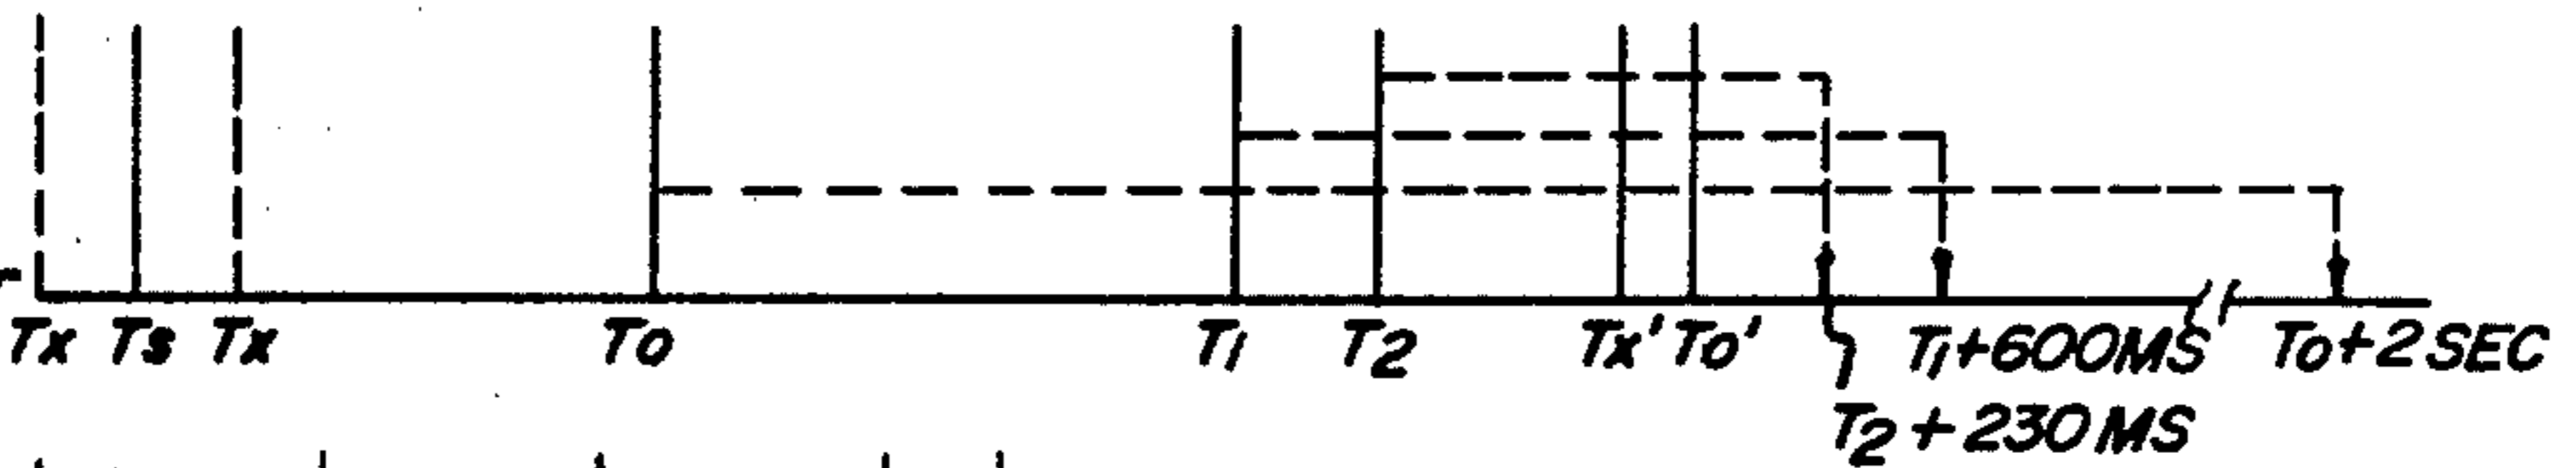 Tx Ts Tx To T1 T2 Tx' To' T1+600MS To+2SEC
T2+230MS